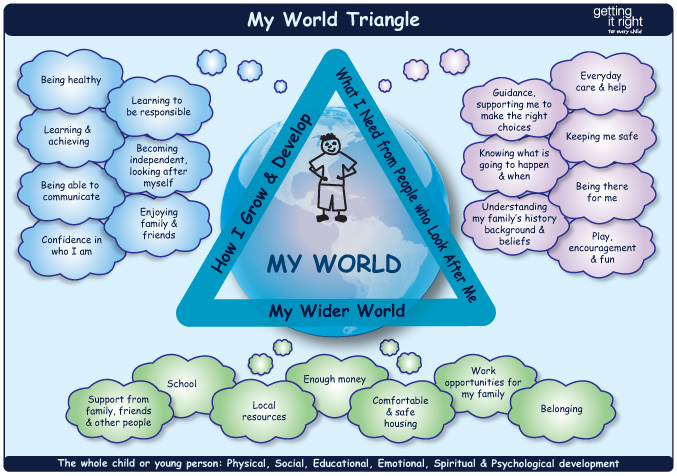 My World Triangle
getting
it right
for every child
Being healthy
Learning to
be responsible
Learning &
achieving
Becoming
independent,
looking after
myself
Being able to
communicate
Enjoying
family &
friends
Confidence in
who I am
How I Grow & Develop
What I Need from People who Look After Me
MY WORLD
My Wider World
Everyday
care & help
Guidance,
supporting me to
make the right
choices
Keeping me safe
Knowing what is
going to happen
& when
Being there
for me
Understanding
my family's history
background &
beliefs
Play,
encouragement
& fun
Support from
family, friends
& other people
School
Local
resources
Enough money
Comfortable
& safe
housing
Work
opportunities for
my family
Belonging
The whole child or young person: Physical, Social, Educational, Emotional, Spiritual & Psychological development